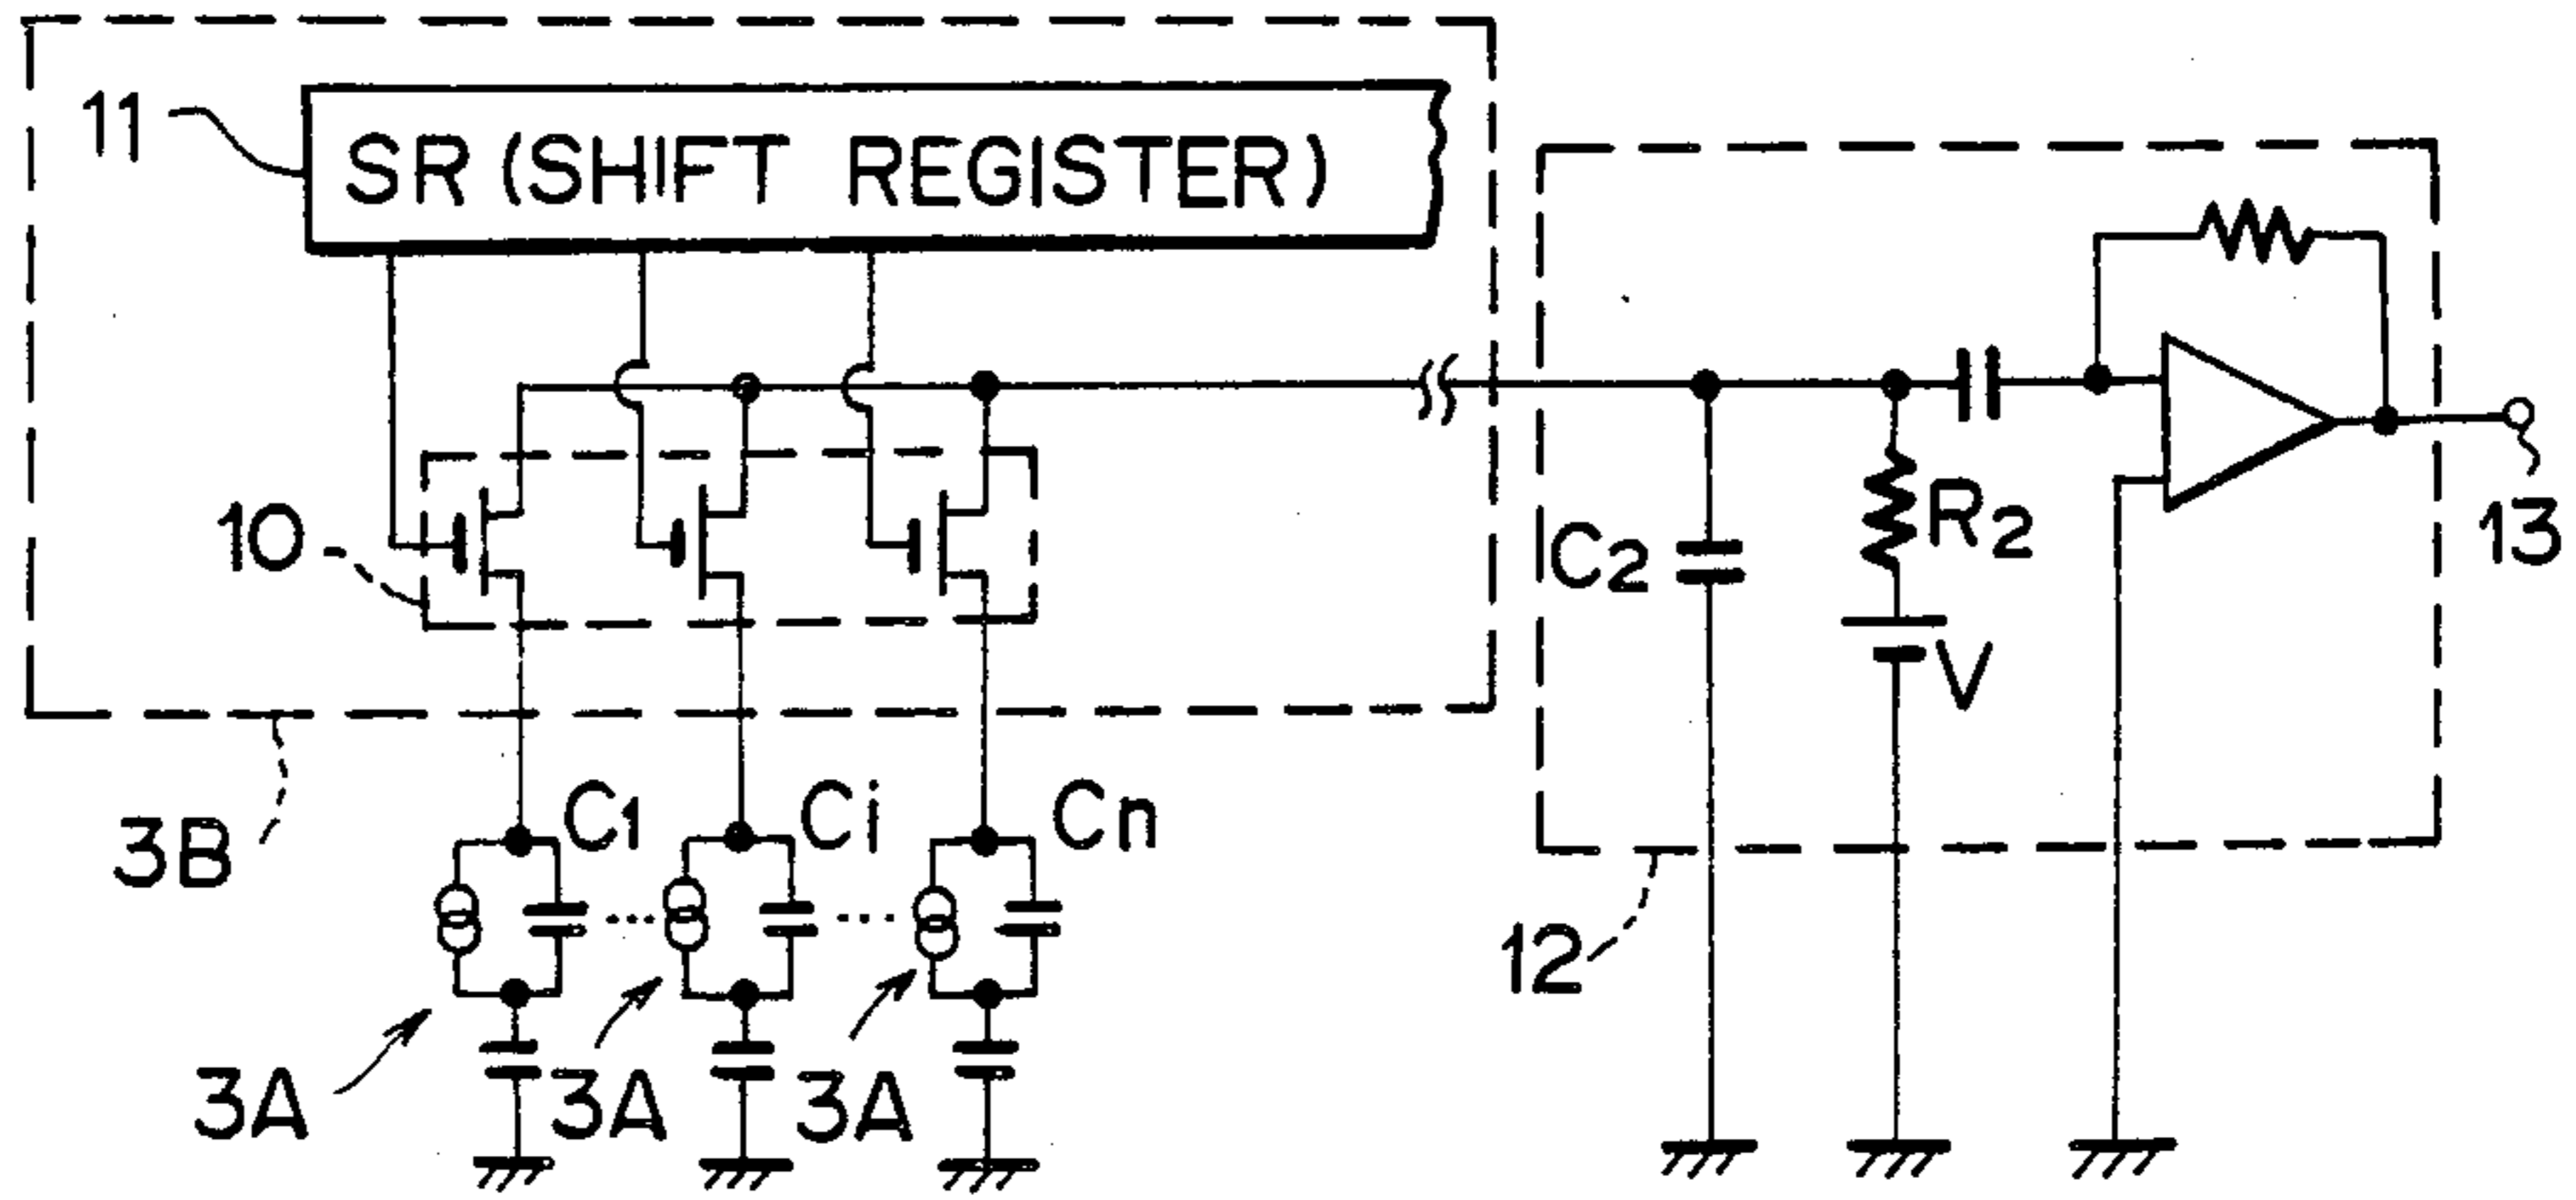 11
SR (SHIFT REGISTER)
10
C2
R2
V
13
3B
C1
Ci
Cn
12
3A
3A
3A